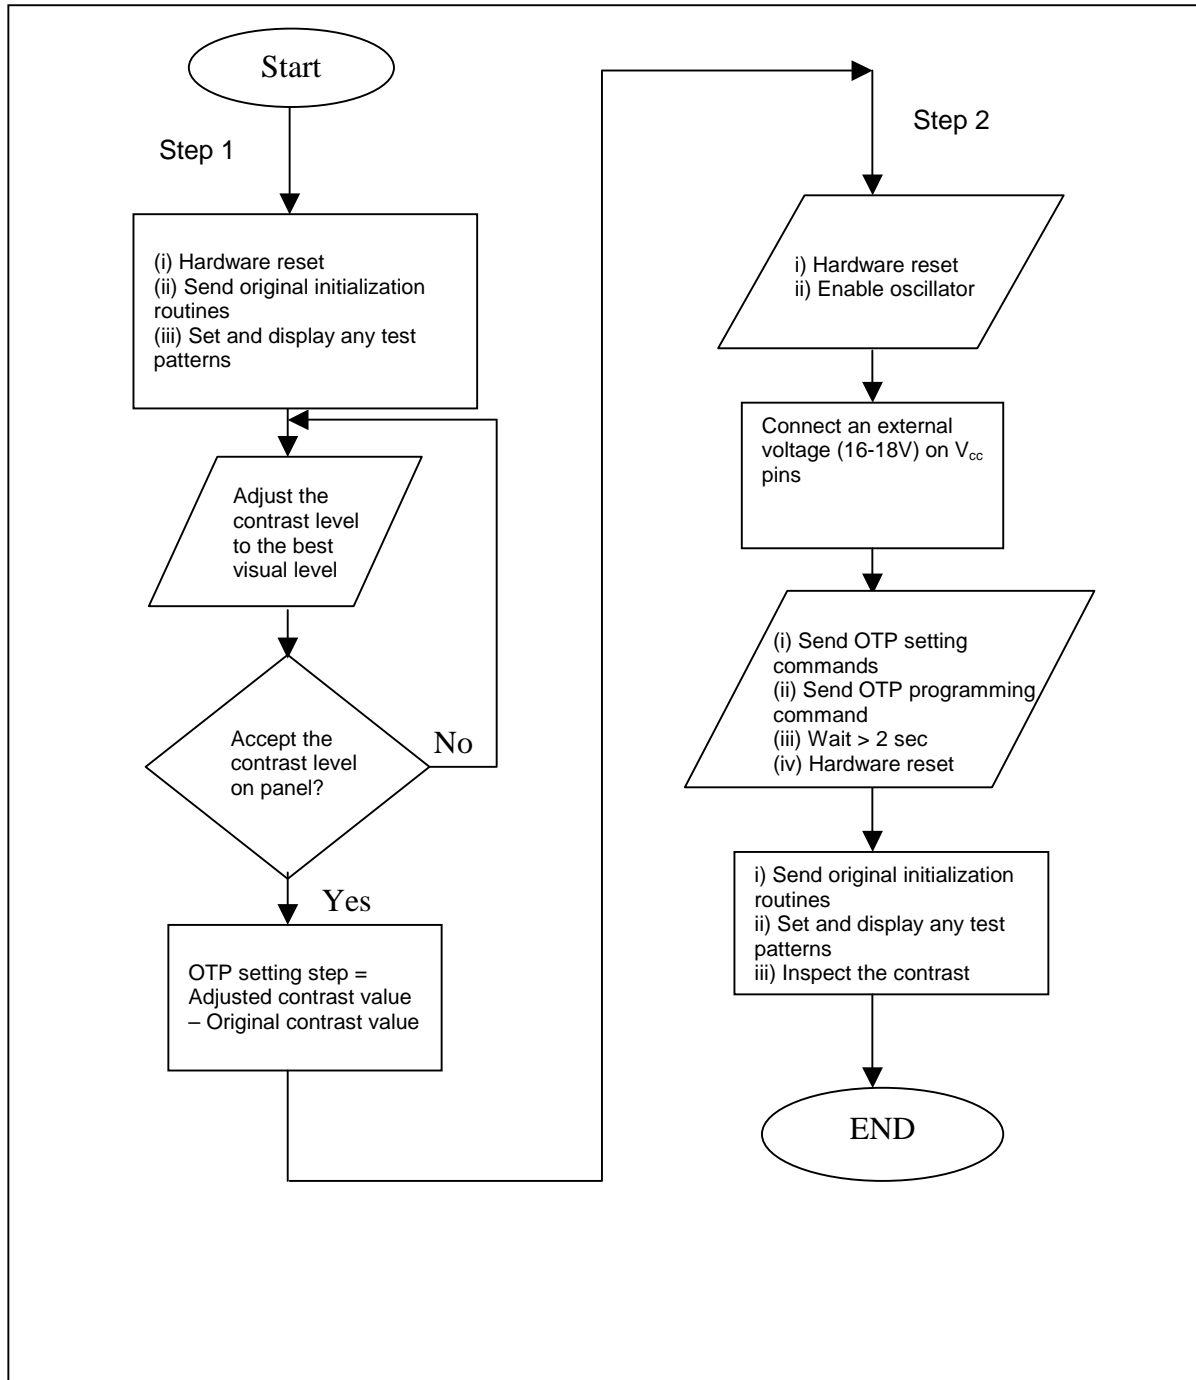 Start
Step 1
(i) Hardware reset
(ii) Send original initialization
routines
(iii) Set and display any test
patterns
Adjust the
contrast level
to the best
visual level
Accept the
contrast level
on panel?
No
Yes
OTP setting step =
Adjusted contrast value
– Original contrast value
Step 2
i) Hardware reset
ii) Enable oscillator
Connect an external
voltage (16-18V) on Vcc
pins
(i) Send OTP setting
commands
(ii) Send OTP programming
command
(iii) Wait > 2 sec
(iv) Hardware reset
i) Send original initialization
routines
ii) Set and display any test
patterns
iii) Inspect the contrast
END